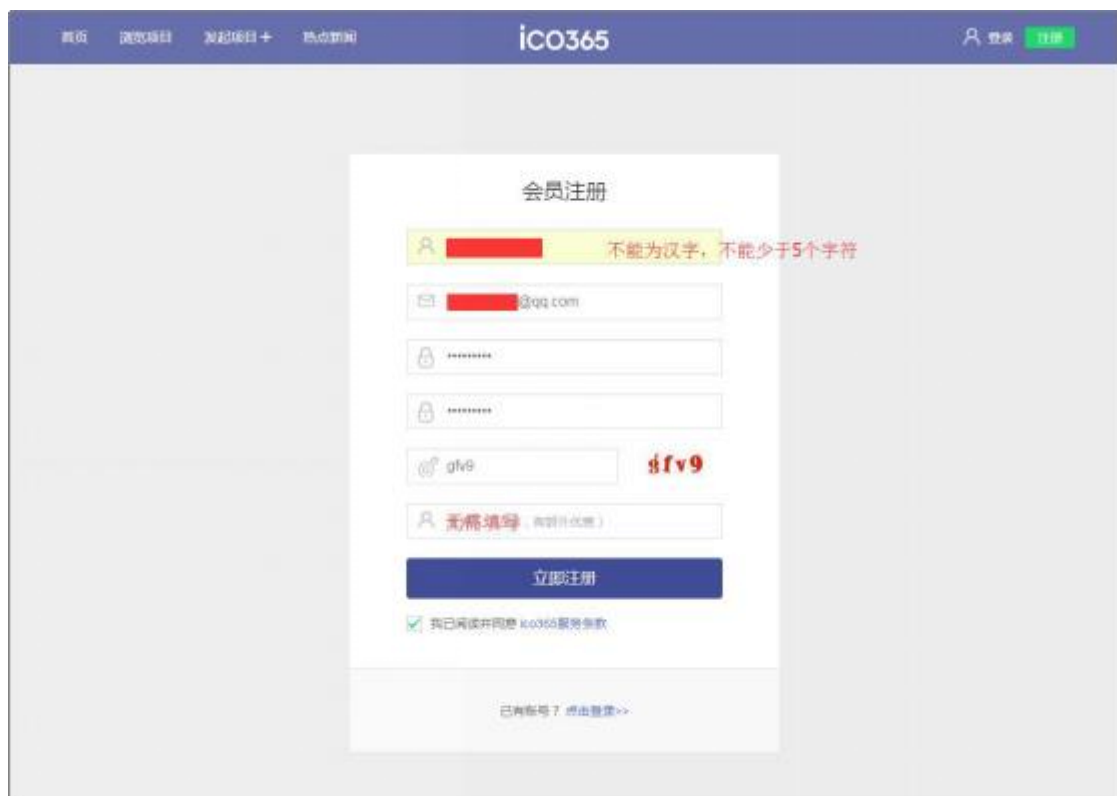 首页 浏览项目 发起项目+ 热点新闻 ico365 登录 注册
会员注册
不能为汉字，不能少于5个字符
@qq.com
•••••••••
•••••••••
gfv9 gfv9
无需填写
立即注册
我已阅读并同意 ico365服务条款
已有账号？ 点击登录>>